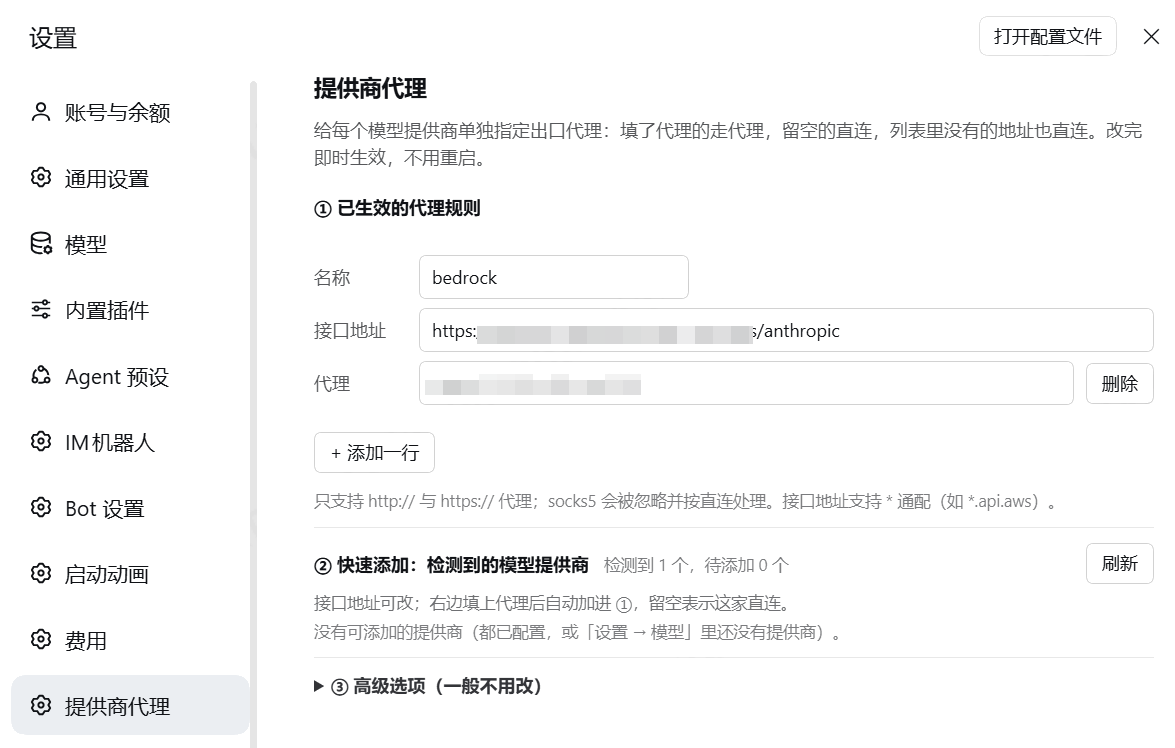 设置
打开配置文件
账号与余额
通用设置
模型
内置插件
Agent 预设
IM 机器人
Bot 设置
启动动画
费用
提供商代理
提供商代理
给每个模型提供商单独指定出口代理：填了代理的走代理，留空的直连，列表里没有的地址也直连。改完
即时生效，不用重启。
① 已生效的代理规则
名称
bedrock
接口地址
https: s/anthropic
代理
删除
+ 添加一行
只支持 http:// 与 https:// 代理；socks5 会被忽略并按直连处理。接口地址支持 * 通配（如 *.api.aws）。
② 快速添加：检测到的模型提供商 检测到 1 个，待添加 0 个
刷新
接口地址可改；右边填上代理后自动加进 ①，留空表示这家直连。
没有可添加的提供商（都已配置，或「设置 → 模型」里还没有提供商）。
③ 高级选项（一般不用改）